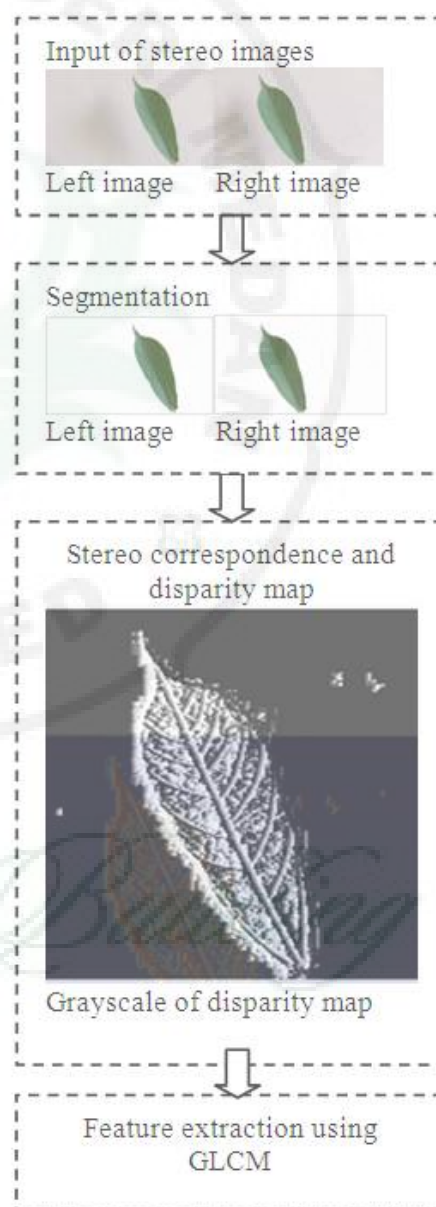 Input of stereo images
Left image Right image
Segmentation
Left image Right image
Stereo correspondence and
disparity map
Grayscale of disparity map
Feature extraction using
GLCM